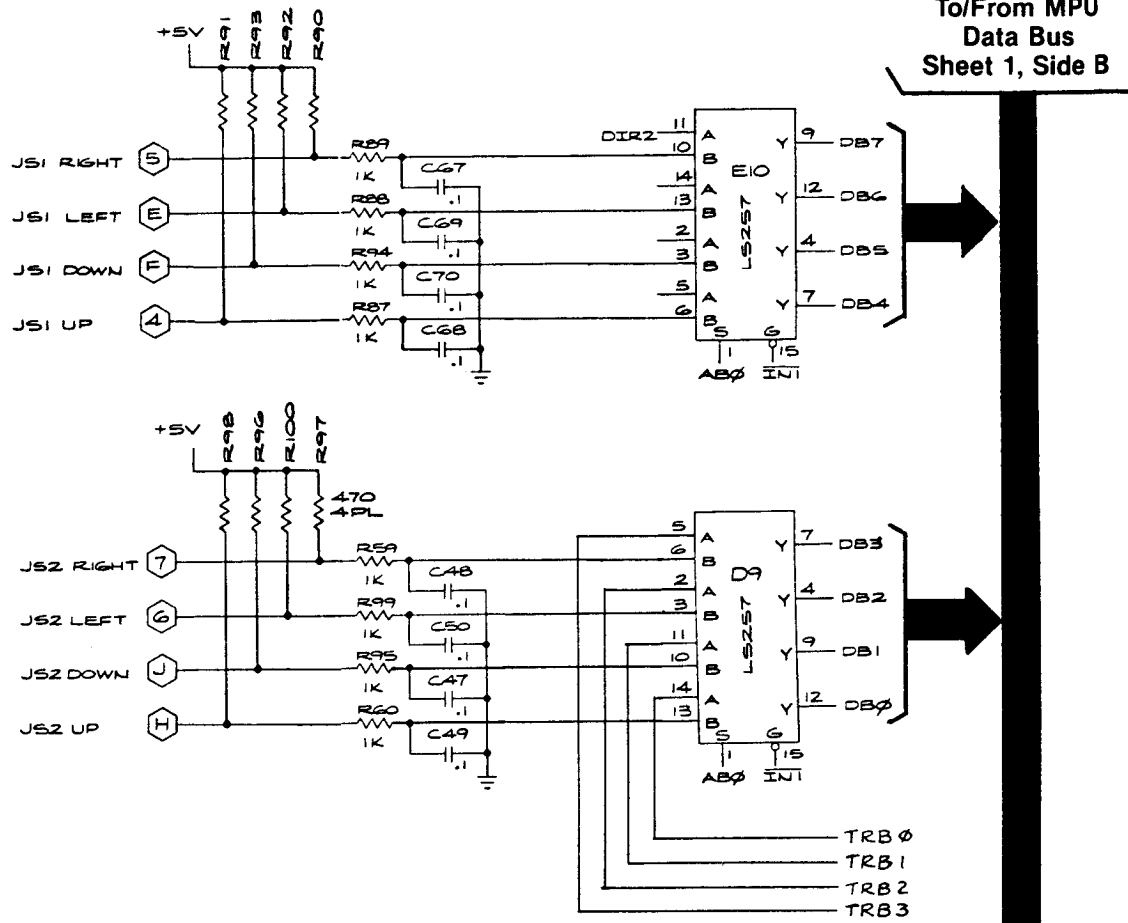 To/From MPU
Data Bus
Sheet 1, Side B
+5V
R91
R93
R92
R90
JS1 RIGHT 5
R89
1K
C67
.1
JS1 LEFT E
R88
1K
C69
.1
JS1 DOWN F
R94
1K
C70
.1
JS1 UP 4
R87
1K
C68
.1
DIR2
11 A
10 B
14 A
13 B
2 A
3 B
5 A
6 B
E10
LS257
Y 9 DB7
Y 12 DB6
Y 4 DB5
Y 7 DB4
S G
1 15
ABØ IN1
+5V
R98
R96
R100
R97
470
4PL
JS2 RIGHT 7
R59
1K
C48
.1
JS2 LEFT 6
R99
1K
C50
.1
JS2 DOWN J
R95
1K
C47
.1
JS2 UP H
R60
1K
C49
.1
5 A
6 B
2 A
3 B
11 A
10 B
14 A
13 B
D9
LS257
Y 7 DB3
Y 4 DB2
Y 9 DB1
Y 12 DBØ
S G
1 15
ABØ IN1
TRBØ
TRB1
TRB2
TRB3